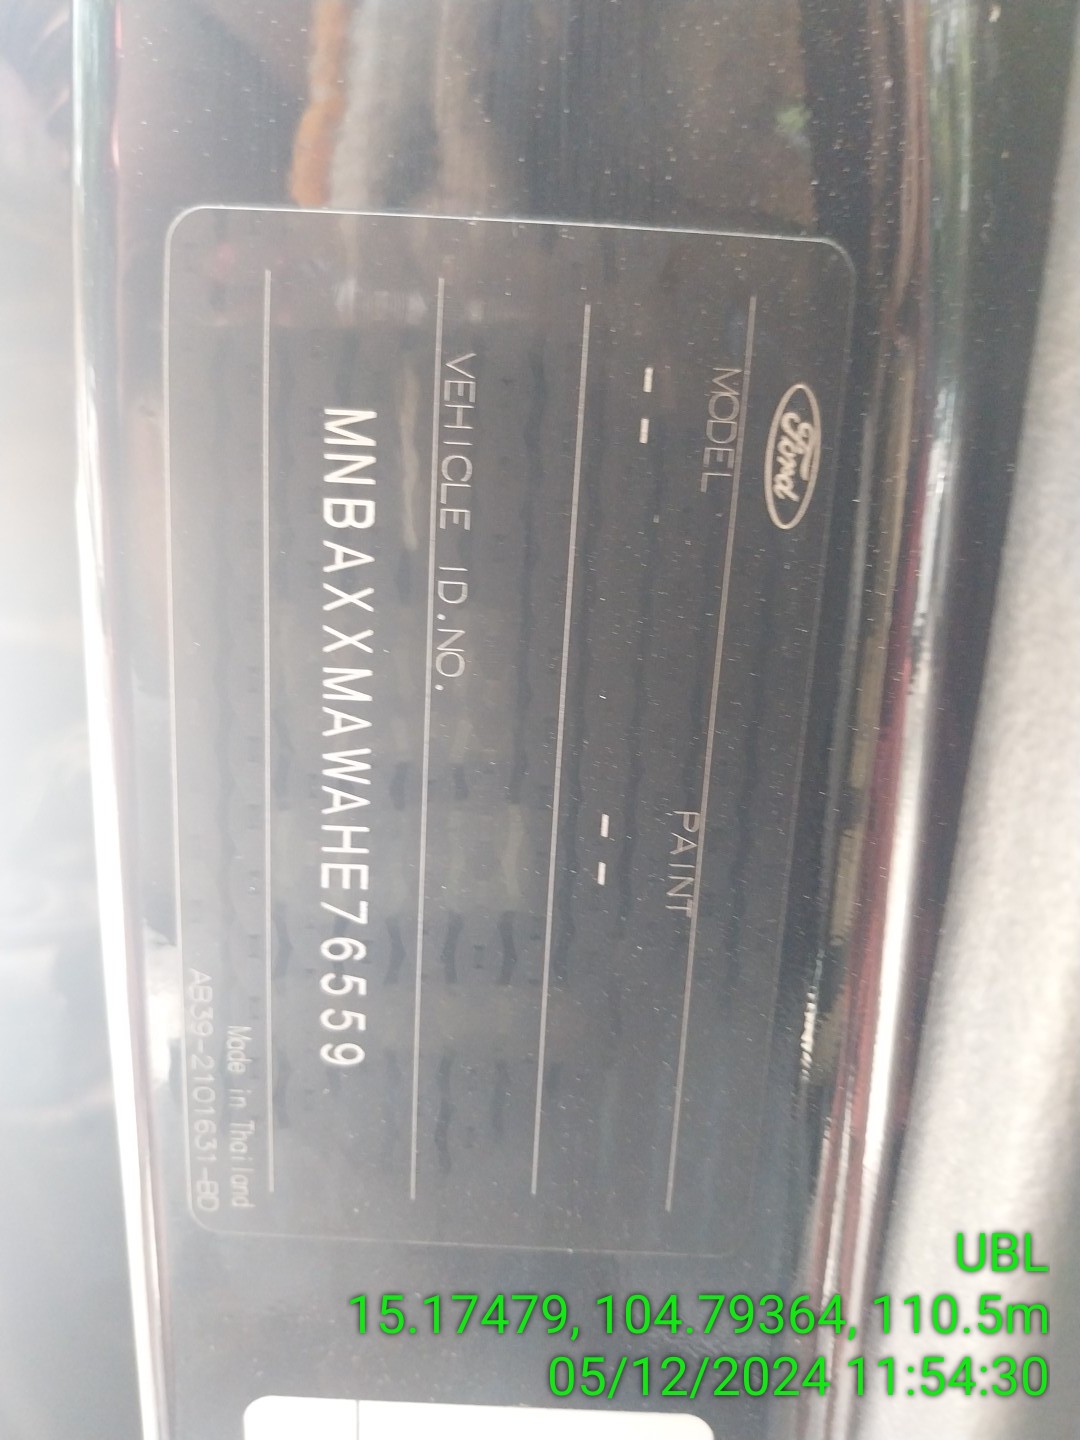 Ford
MODEL
PAINT
-- --
VEHICLE ID.NO.
MNBAXXMAWAHE76559
Made in Thailand
AB39-2101631-BD
UBL
15.17479, 104.79364, 110.5m
05/12/2024 11:54:30